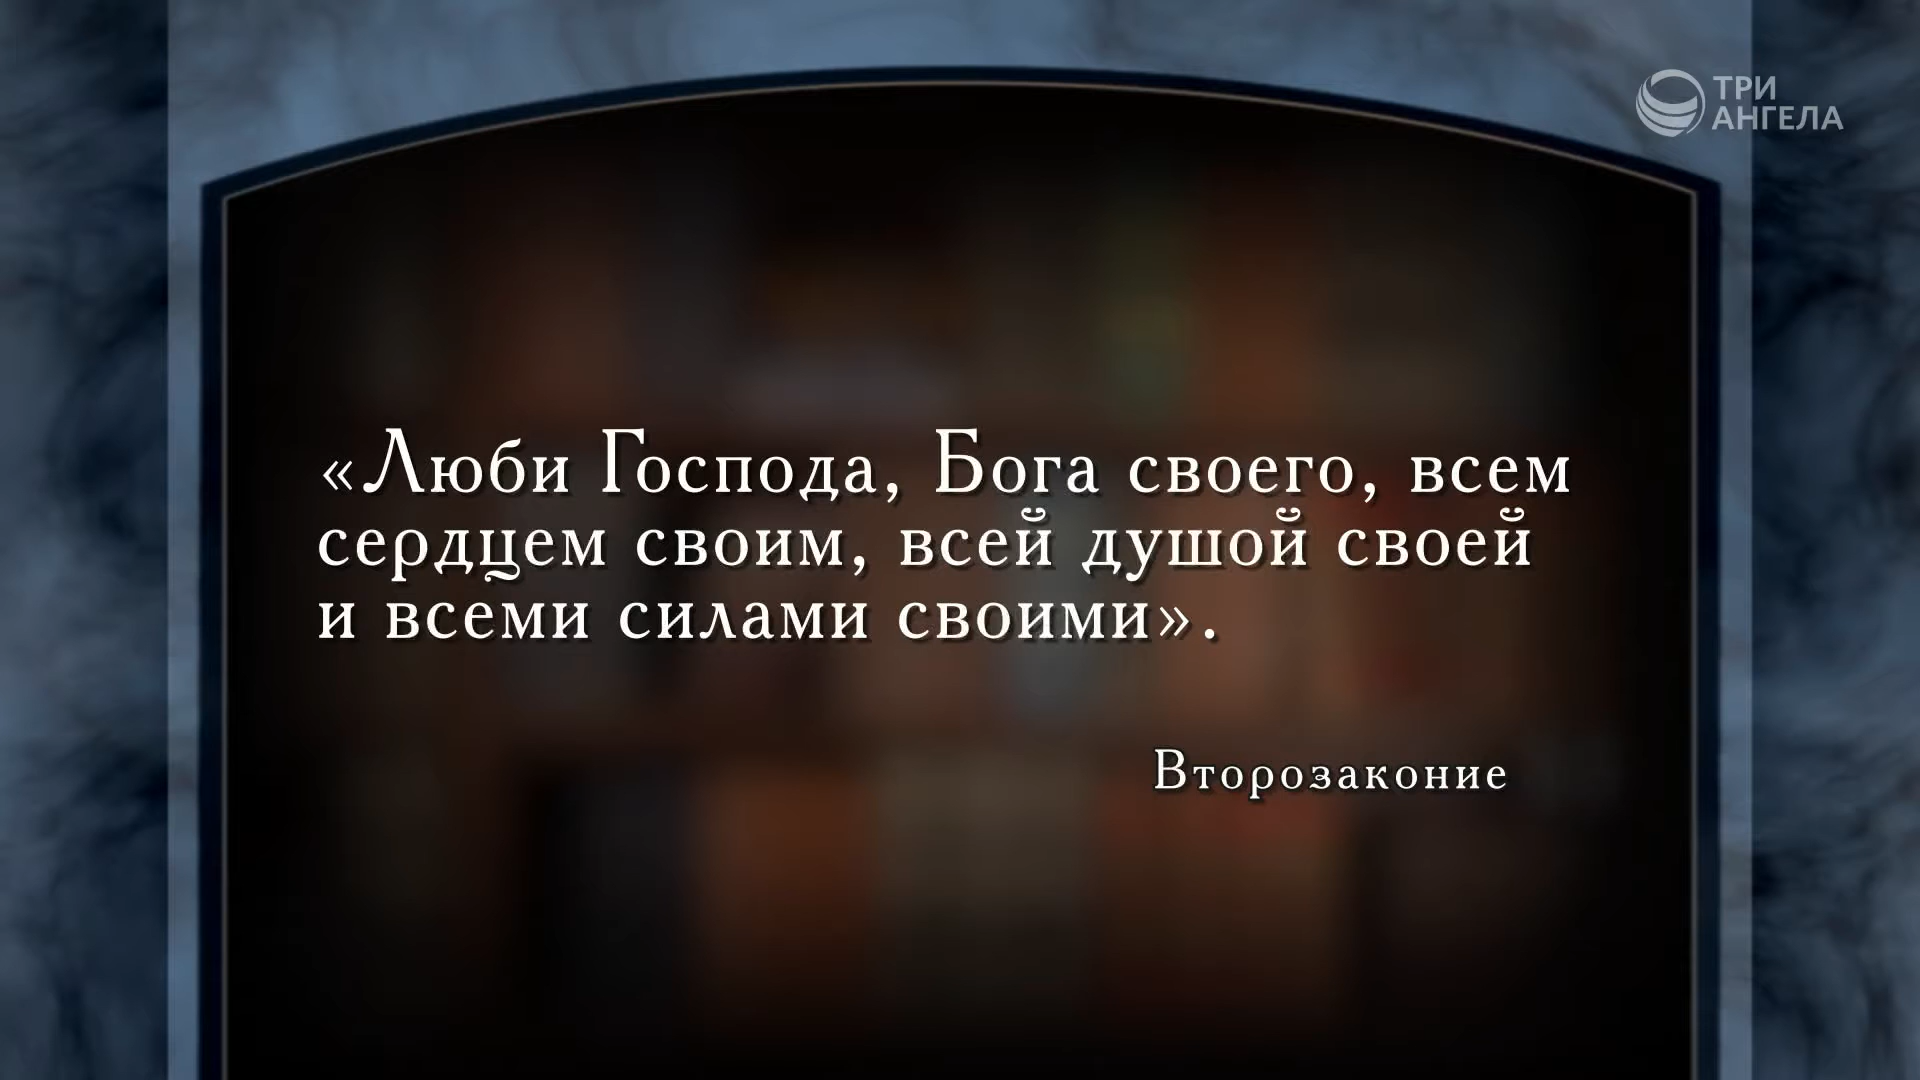 ТРИ
АНГЕЛА
«Люби Господа, Бога своего, всем
сердцем своим, всей душой своей
и всеми силами своими».
Второзаконие